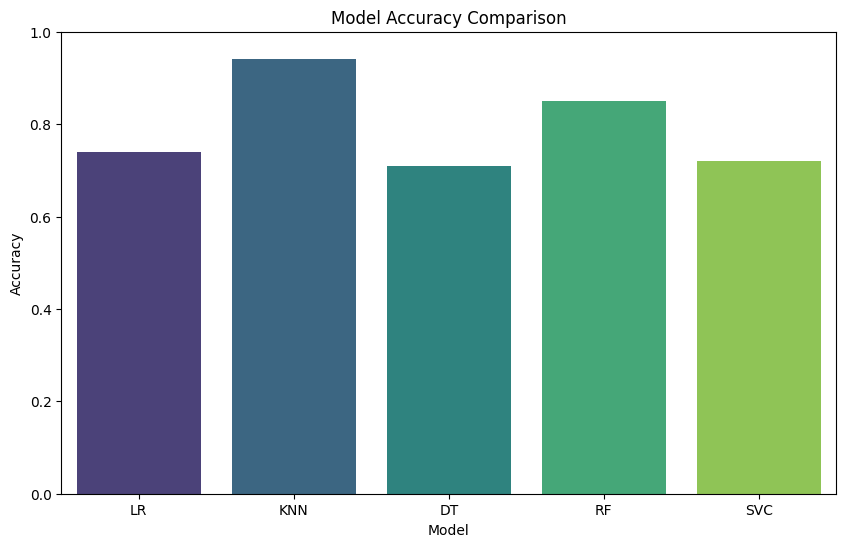 Model Accuracy Comparison
1.0
0.8
0.6
0.4
0.2
0.0
Accuracy
LR KNN DT RF SVC
Model